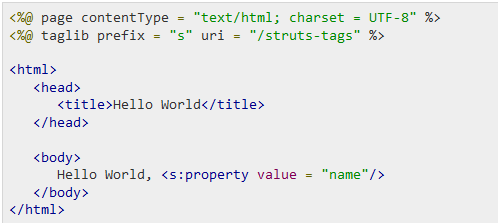 <%@ page contentType = "text/html; charset = UTF-8" %>
<%@ taglib prefix = "s" uri = "/struts-tags" %>
<html>
<head>
<title>Hello World</title>
</head>
<body>
Hello World, <s:property value = "name"/>
</body>
</html>